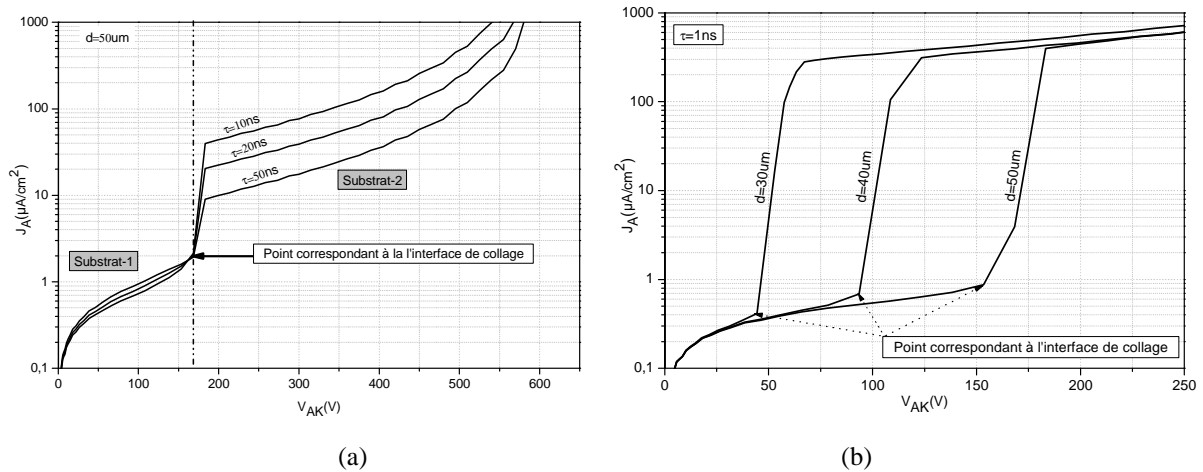 d=50um
1000
100
10
1
0,1
J_A(µA/cm²)
τ=10ns
τ=20ns
τ=50ns
Substrat-2
Substrat-1
Point correspondant à la l'interface de collage
0 100 200 300 400 500 600
V_AK(V)
(a)
τ=1ns
1000
100
10
1
0,1
J_A(µA/cm²)
d=30um
d=40um
d=50um
Point correspondant à l'interface de collage
0 50 100 150 200 250
V_AK(V)
(b)